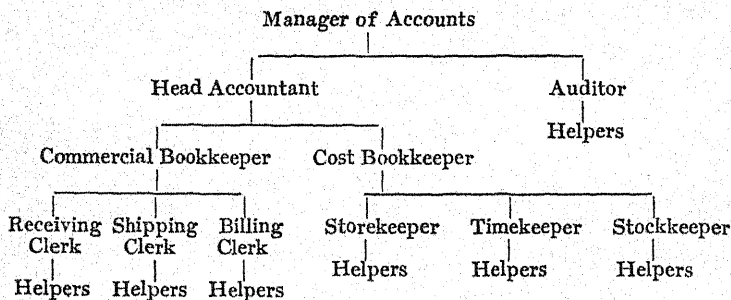 Manager of Accounts
Head Accountant Auditor
Helpers
Commercial Bookkeeper Cost Bookkeeper
Receiving Shipping Billing Storekeeper Timekeeper Stockkeeper
Clerk Clerk Clerk
Helpers Helpers Helpers
Helpers Helpers Helpers